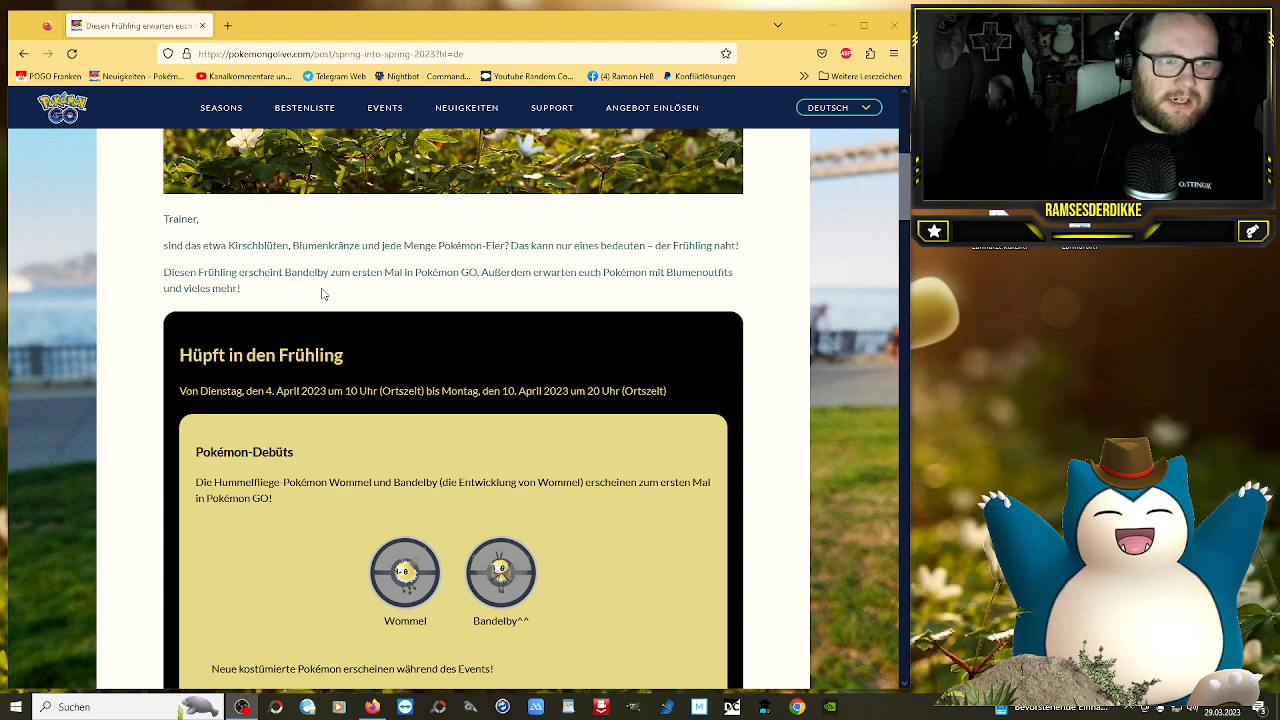 Diesen Frühling erwarten euch
https://pokemongolive.com/post/spring-into-spring-2023?hl=de
POGO Franken
Neuigkeiten – Pokém...
Kanalkommentare un...
Telegram Web
Nightbot - Comman...
Youtube Random Co...
(4) Ramon Heß
Konfliktlösungen
Weitere Lesezeichen
ABP
POKÉMON GO
SEASONS
BESTENLISTE
EVENTS
NEUIGKEITEN
SUPPORT
ANGEBOT EINLÖSEN
DEUTSCH
Trainer,
sind das etwa Kirschblüten, Blumenkränze und jede Menge Pokémon-Eier? Das kann nur eines bedeuten – der Frühling naht!
Diesen Frühling erscheint Bandelby zum ersten Mal in Pokémon GO. Außerdem erwarten euch Pokémon mit Blumenoutfits
und vieles mehr!
Hüpft in den Frühling
Von Dienstag, den 4. April 2023 um 10 Uhr (Ortszeit) bis Montag, den 10. April 2023 um 20 Uhr (Ortszeit)
Pokémon-Debüts
Die Hummelfliege-Pokémon Wommel und Bandelby (die Entwicklung von Wommel) erscheinen zum ersten Mal
in Pokémon GO!
Wommel
Bandelby^^
Neue kostümierte Pokémon erscheinen während des Events!
OETTINGER
RAMSESDERDIKKE
Suchen
29.03.2023